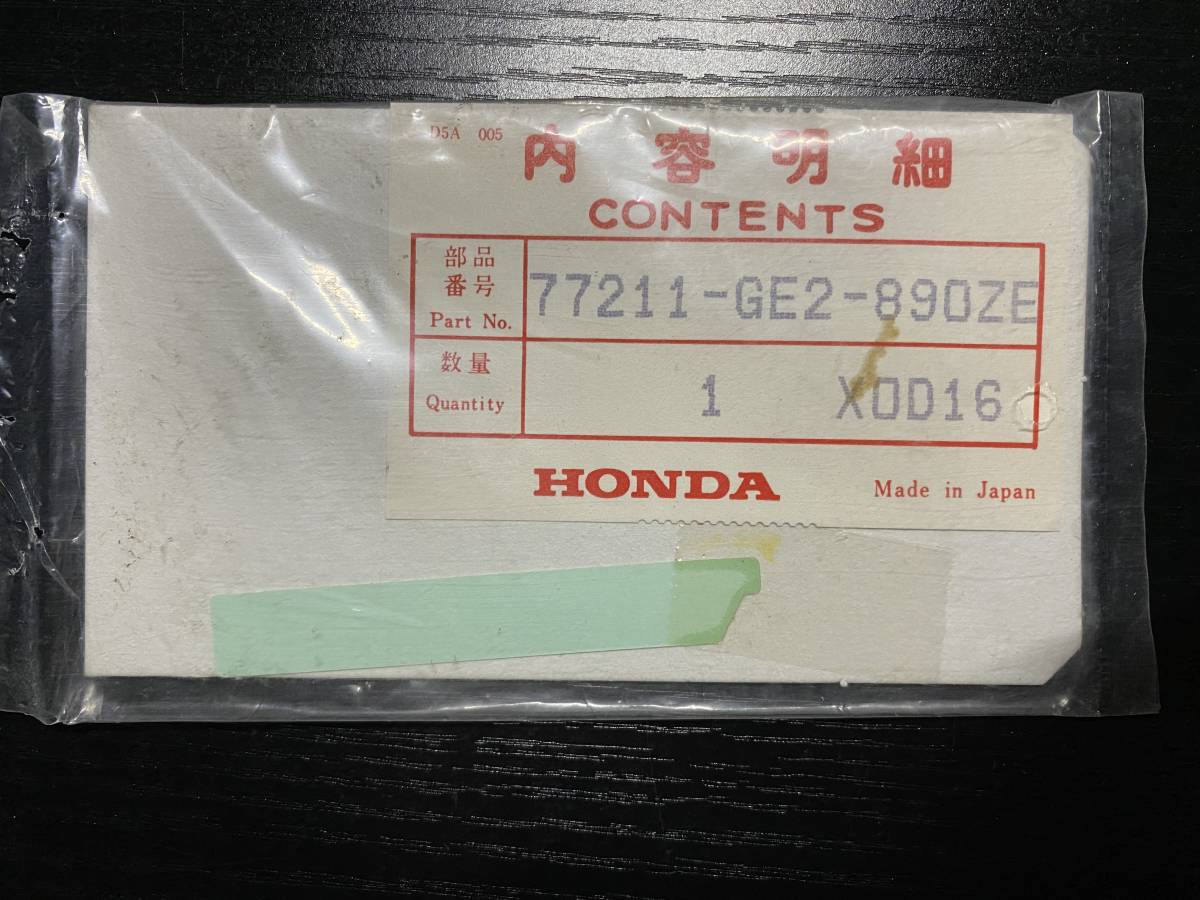 D5A 005
内容明細
CONTENTS
部品
番号
Part No.
77211-GE2-890ZE
数量
Quantity
1 X0D16
HONDA
Made in Japan